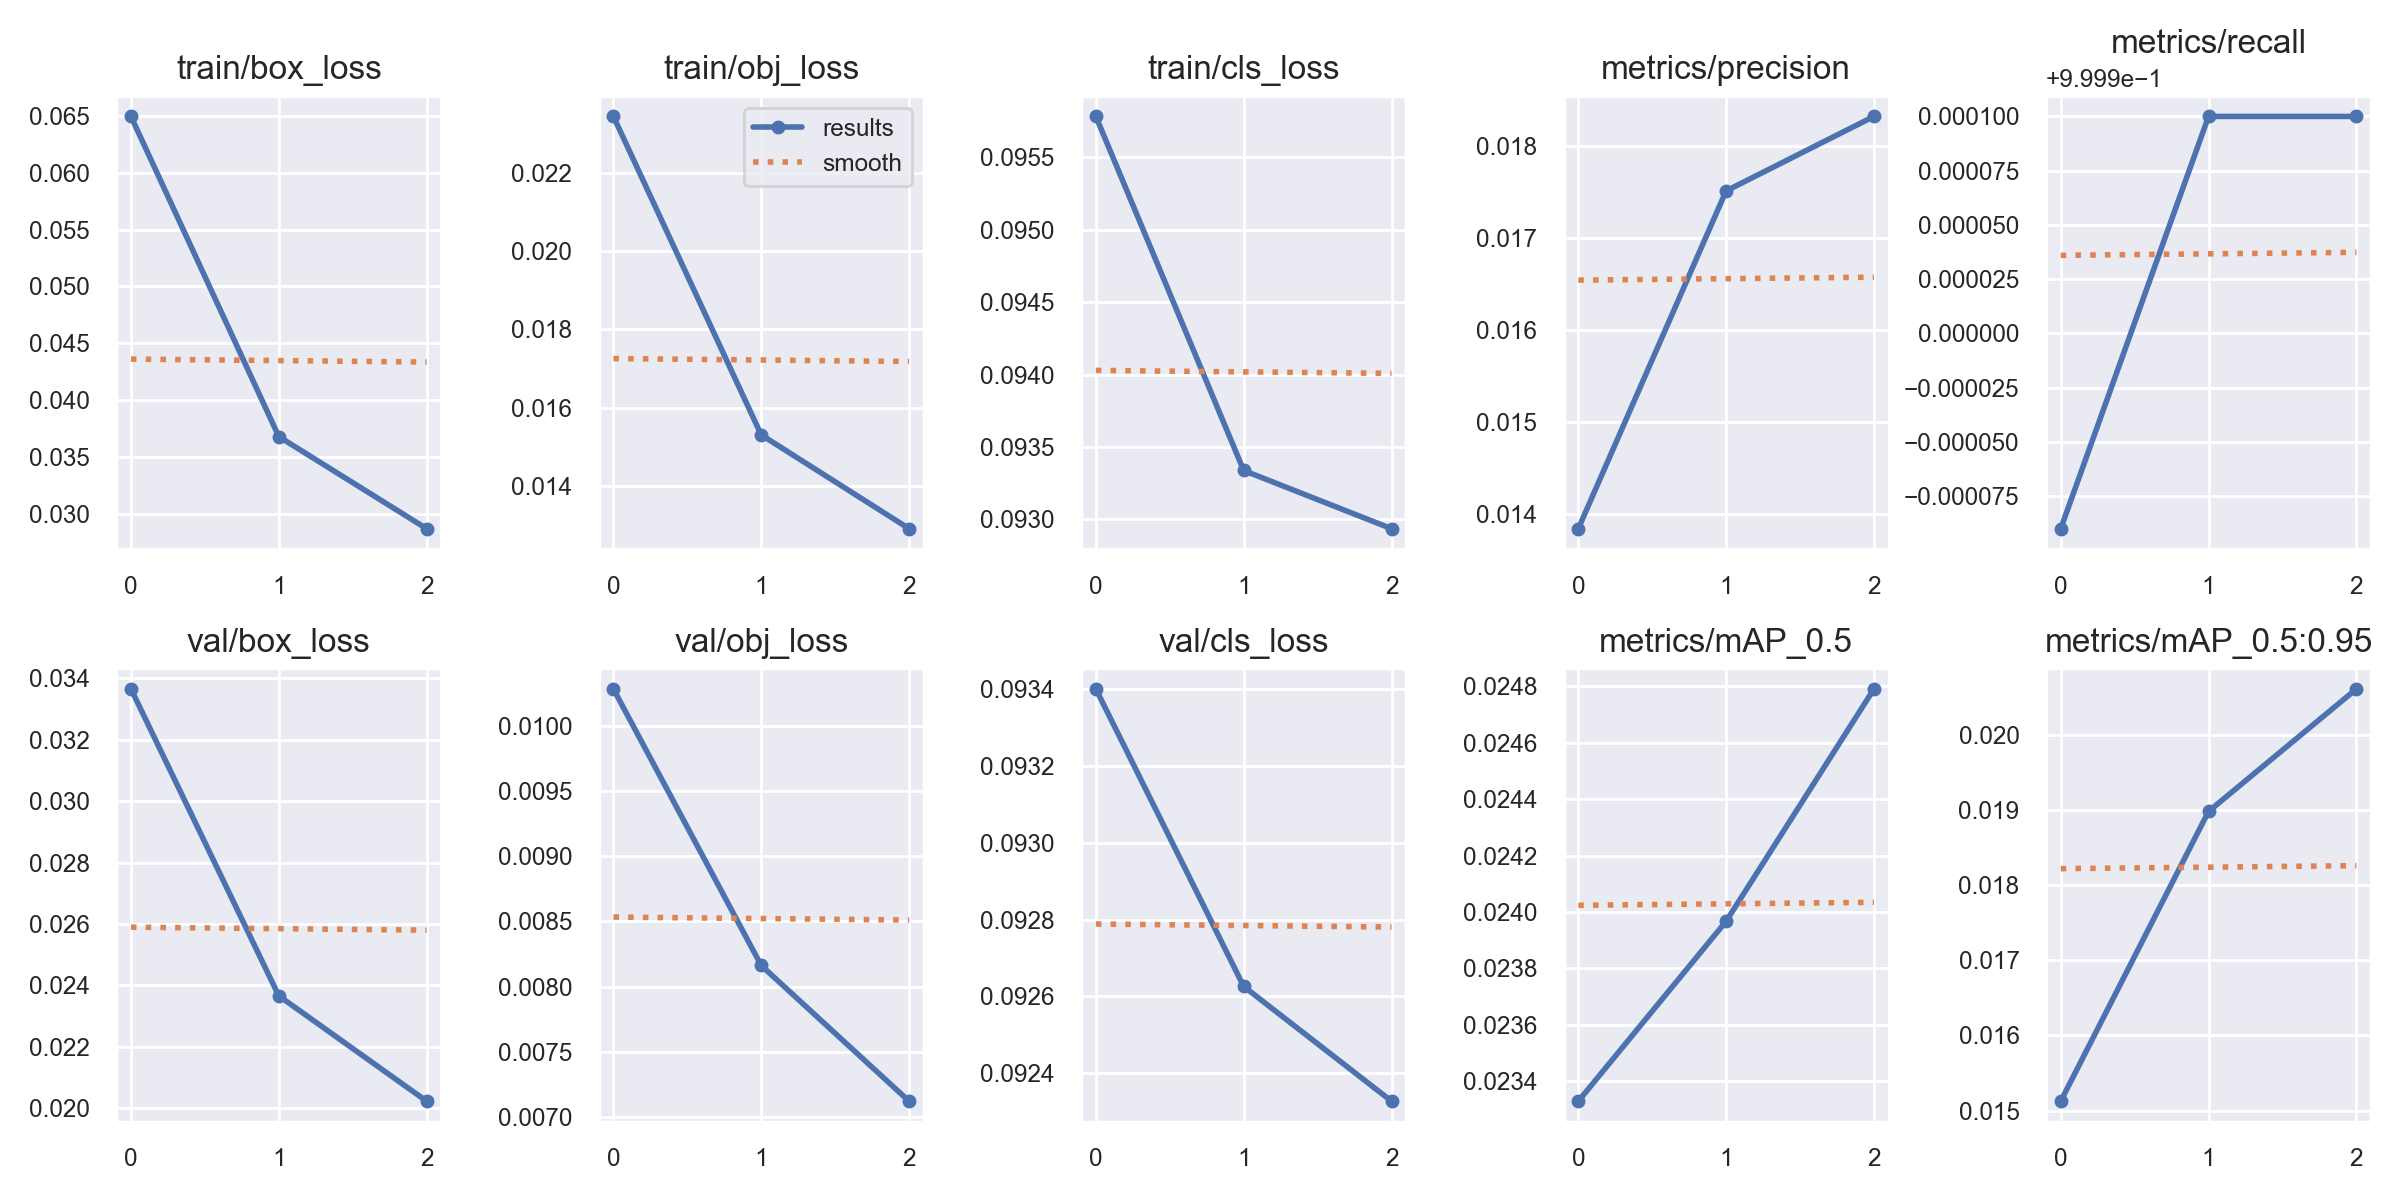 train/box_loss
0.065
0.060
0.055
0.050
0.045
0.040
0.035
0.030
0 1 2
train/obj_loss
results
smooth
0.022
0.020
0.018
0.016
0.014
0 1 2
train/cls_loss
0.0955
0.0950
0.0945
0.0940
0.0935
0.0930
0 1 2
metrics/precision
0.018
0.017
0.016
0.015
0.014
0 1 2
metrics/recall
+9.999e−1
0.000100
0.000075
0.000050
0.000025
0.000000
−0.000025
−0.000050
−0.000075
0 1 2
val/box_loss
0.034
0.032
0.030
0.028
0.026
0.024
0.022
0.020
0 1 2
val/obj_loss
0.0100
0.0095
0.0090
0.0085
0.0080
0.0075
0.0070
0 1 2
val/cls_loss
0.0934
0.0932
0.0930
0.0928
0.0926
0.0924
0 1 2
metrics/mAP_0.5
0.0248
0.0246
0.0244
0.0242
0.0240
0.0238
0.0236
0.0234
0 1 2
metrics/mAP_0.5:0.95
0.020
0.019
0.018
0.017
0.016
0.015
0 1 2